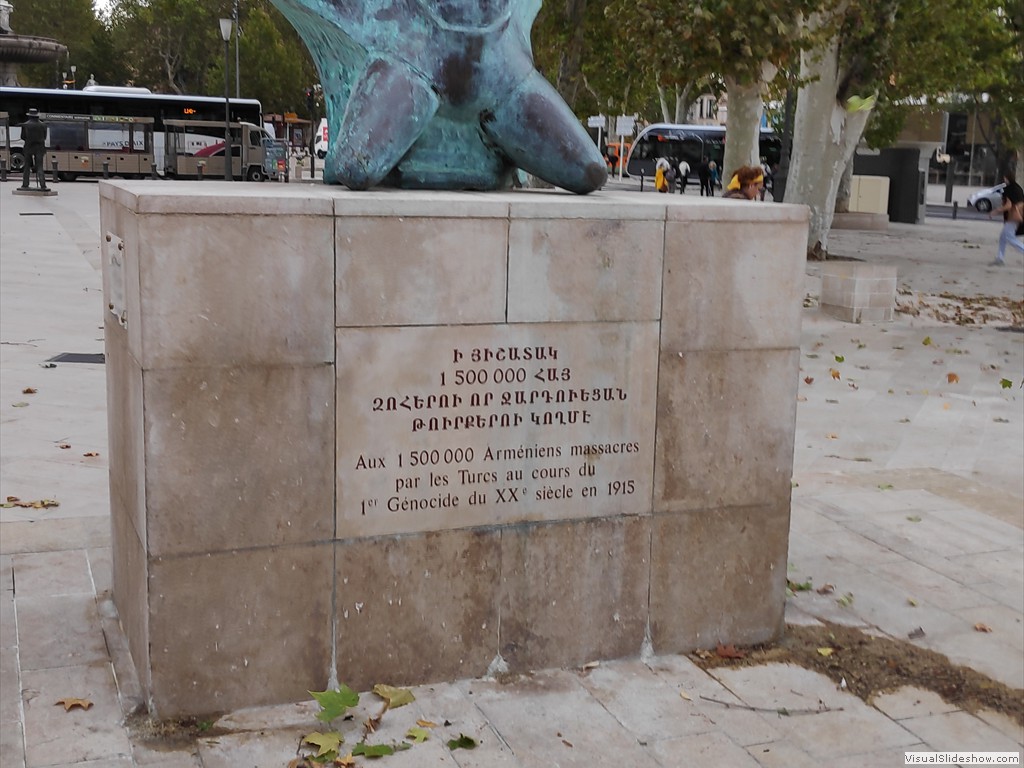 Ի ՅԻՇԱՏԱԿ
1 500 000 ՀԱՅ
ԶՈՀԵՐՈՒ ՈՐ ՋԱՐԴՈՒԵՑԱՆ
ԹՈՒՐՔԵՐՈՒ ԿՈՂՄԷ
Aux 1 500 000 Arméniens massacres
par les Turcs au cours du
1er Génocide du XXe siècle en 1915
VisualSlideshow.com